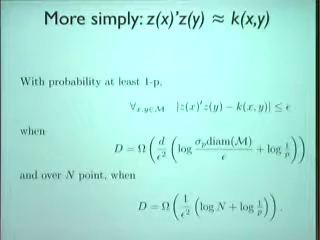 More simply: z(x)'z(y) ≈ k(x,y)
With probability at least 1-p,
∀x,y∈M |z(x)'z(y) − k(x,y)| ≤ ϵ
when
D = Ω( d/ϵ² ( log σ_p diam(M)/ϵ + log 1/p ) )
and over N point, when
D = Ω( 1/ϵ² ( log N + log 1/p ) ).